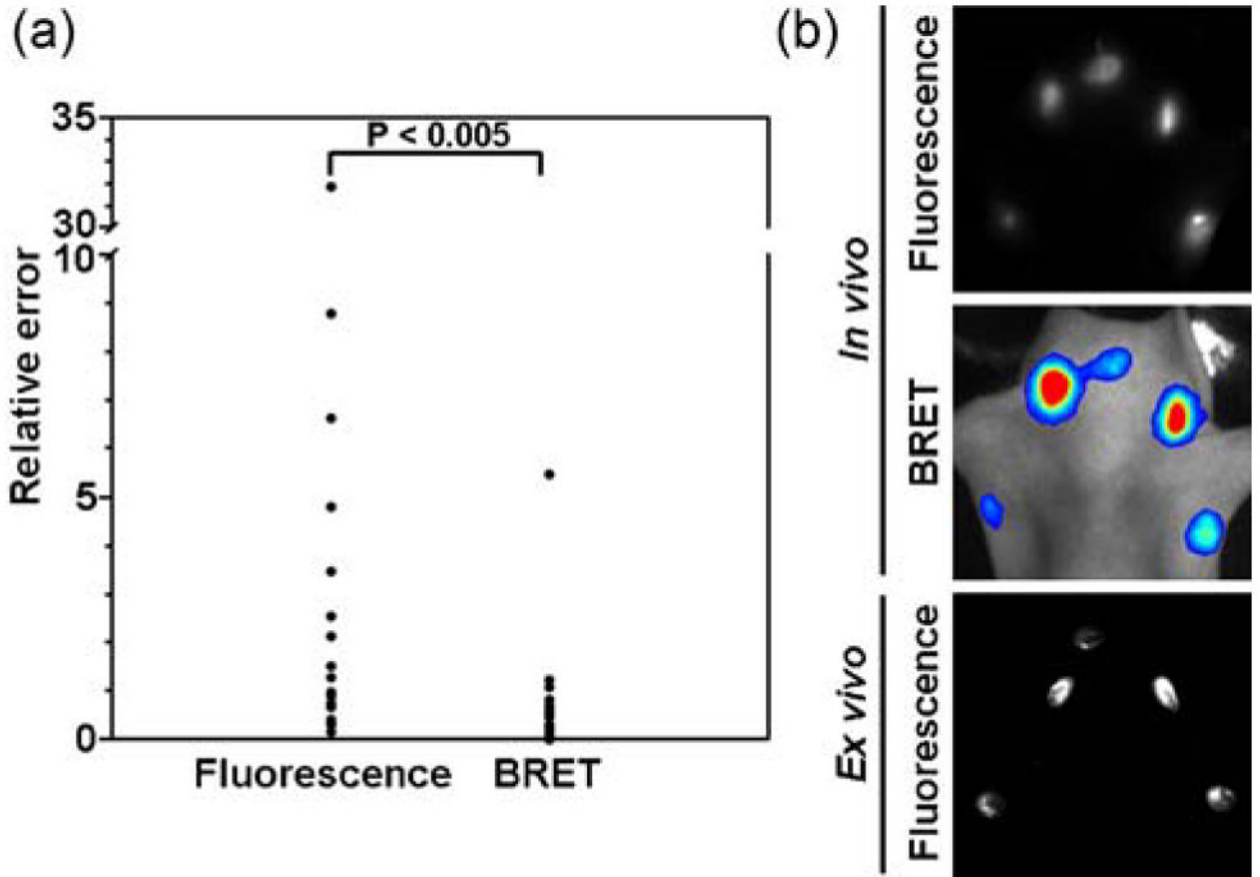 (a)
35
P < 0.005
30
10
Relative error
5
0
Fluorescence BRET
(b)
In vivo
Fluorescence
BRET
Ex vivo
Fluorescence